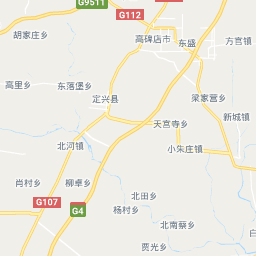 G9511
G112
胡家庄乡
高碑店市
东盛
方官镇
高里乡
东落堡乡
定兴县
梁家营乡
新城镇
天宫寺乡
北河镇
小朱庄镇
肖村乡
柳卓乡
北田乡
G107
G4
杨村乡
北南蔡乡
贾光乡